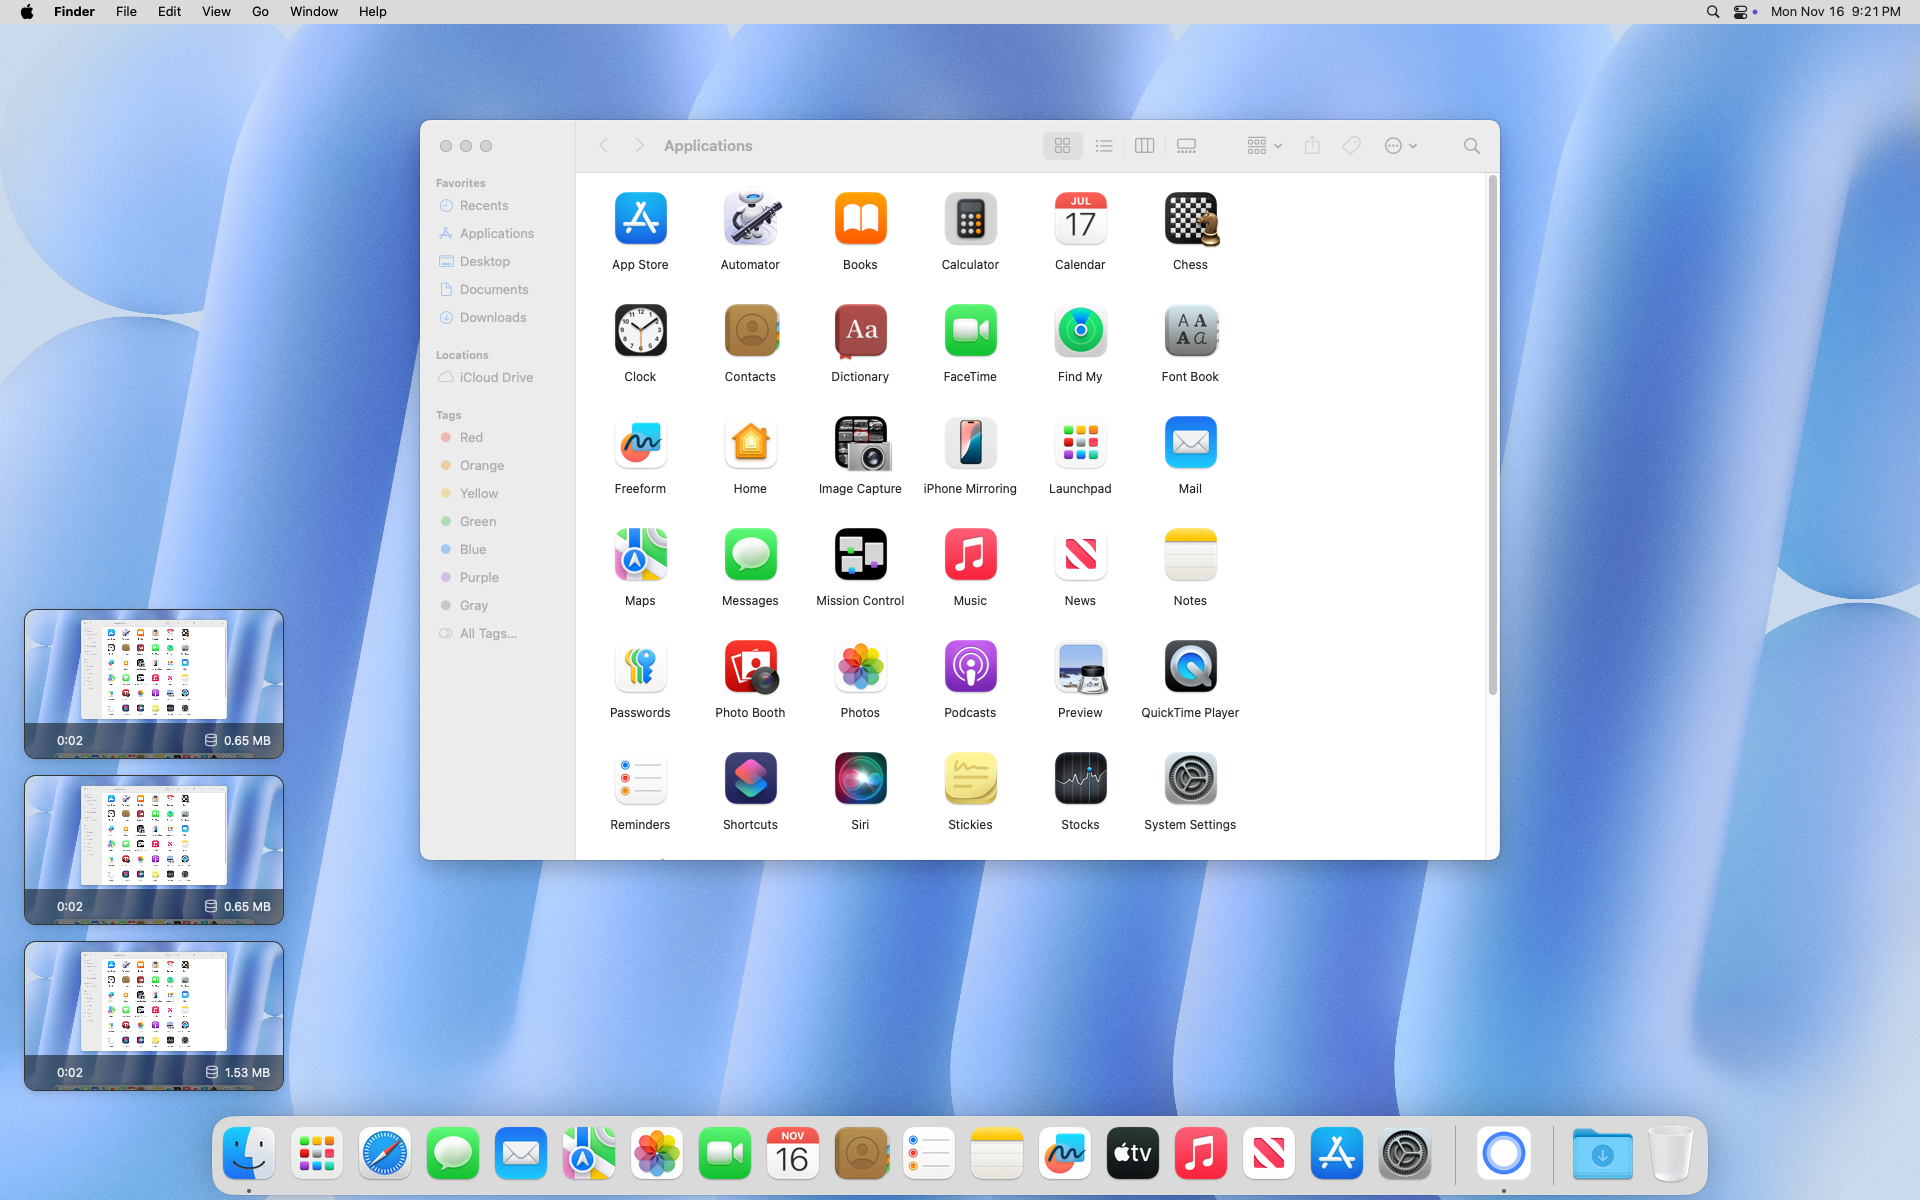 Finder File Edit View Go Window Help
Mon Nov 16 9:21 PM
Applications
Favorites
Recents
Applications
Desktop
Documents
Downloads
Locations
iCloud Drive
Tags
Red
Orange
Yellow
Green
Blue
Purple
Gray
All Tags...
JUL
17
App Store Automator Books Calculator Calendar Chess
Aa
A A
A a
Clock Contacts Dictionary FaceTime Find My Font Book
Freeform Home Image Capture iPhone Mirroring Launchpad Mail
Maps Messages Mission Control Music News Notes
Passwords Photo Booth Photos Podcasts Preview QuickTime Player
Reminders Shortcuts Siri Stickies Stocks System Settings
0:02 0.65 MB
0:02 0.65 MB
0:02 1.53 MB
NOV
16
tv